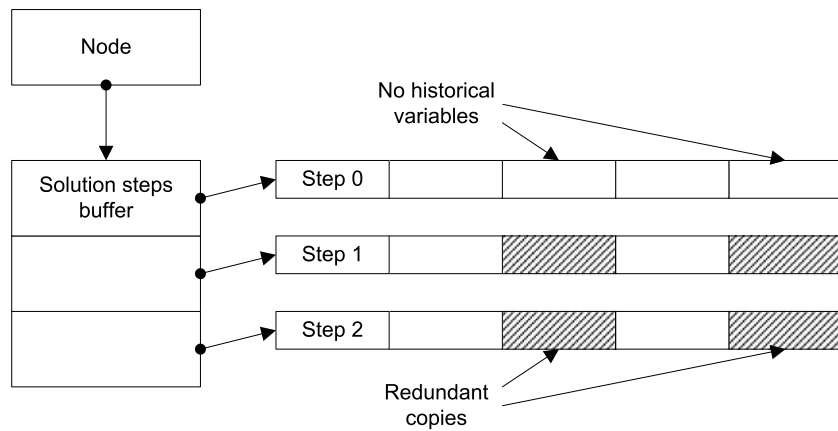 Node
No historical
variables
Solution steps
buffer
Step 0
Step 1
Step 2
Redundant
copies